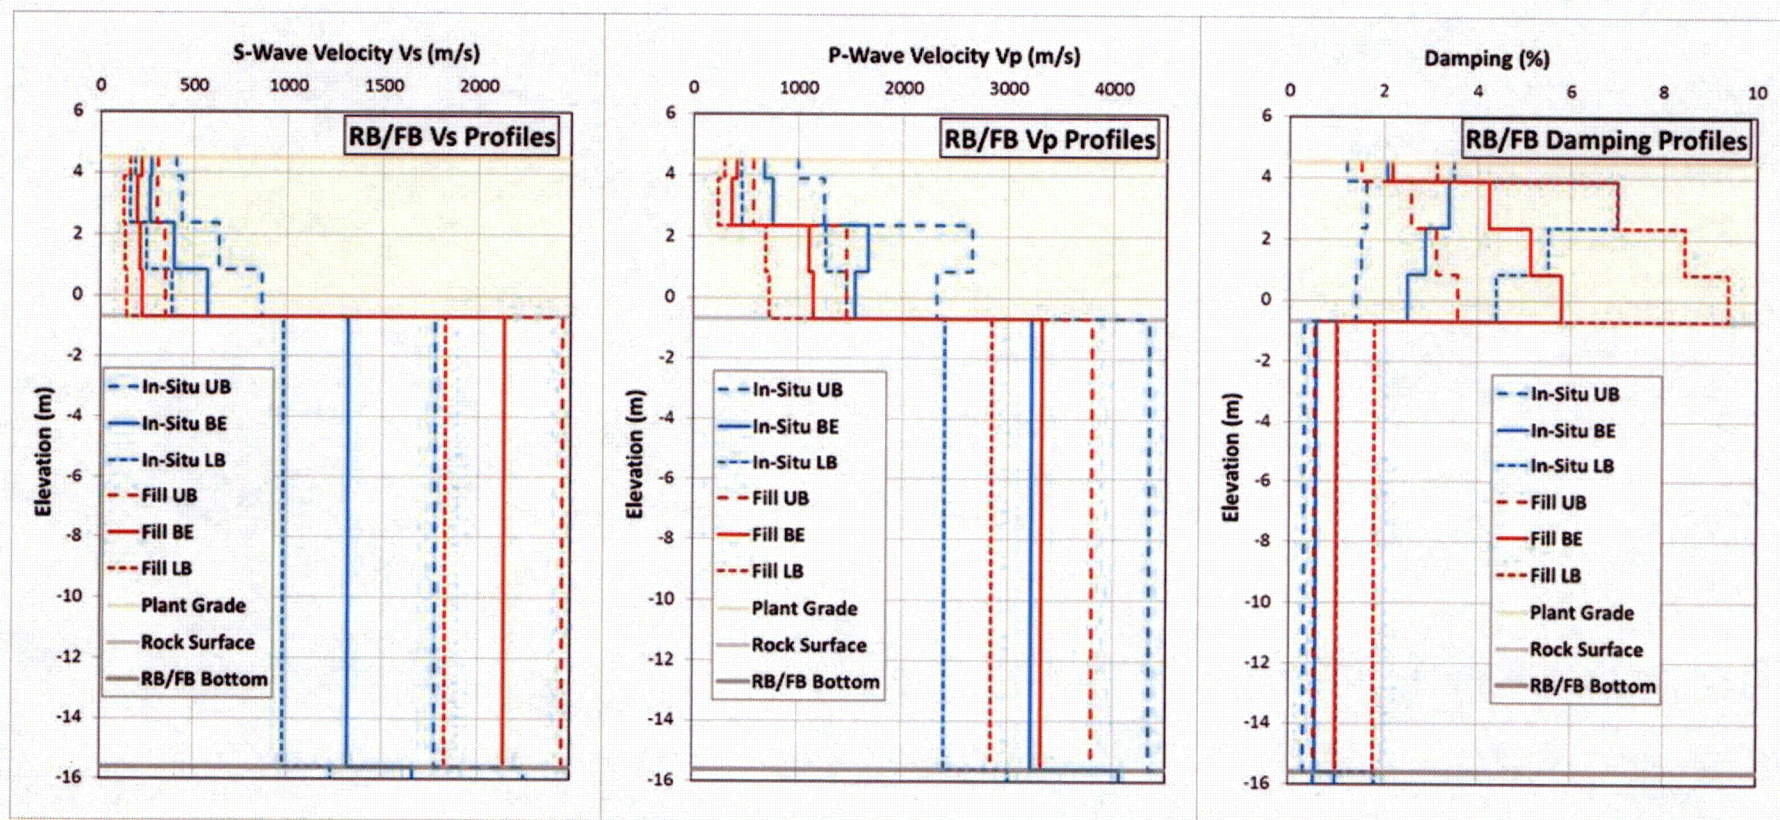 S-Wave Velocity Vs (m/s)
0 500 1000 1500 2000
6
RB/FB Vs Profiles
4
2
0
-2
-4
-6
-8
-10
-12
-14
-16
Elevation (m)
In-Situ UB
In-Situ BE
In-Situ LB
Fill UB
Fill BE
Fill LB
Plant Grade
Rock Surface
RB/FB Bottom
P-Wave Velocity Vp (m/s)
0 1000 2000 3000 4000
6
RB/FB Vp Profiles
4
2
0
-2
-4
-6
-8
-10
-12
-14
-16
Elevation (m)
In-Situ UB
In-Situ BE
In-Situ LB
Fill UB
Fill BE
Fill LB
Plant Grade
Rock Surface
RB/FB Bottom
Damping (%)
0 2 4 6 8 10
6
RB/FB Damping Profiles
4
2
0
-2
-4
-6
-8
-10
-12
-14
-16
Elevation (m)
In-Situ UB
In-Situ BE
In-Situ LB
Fill UB
Fill BE
Fill LB
Plant Grade
Rock Surface
RB/FB Bottom